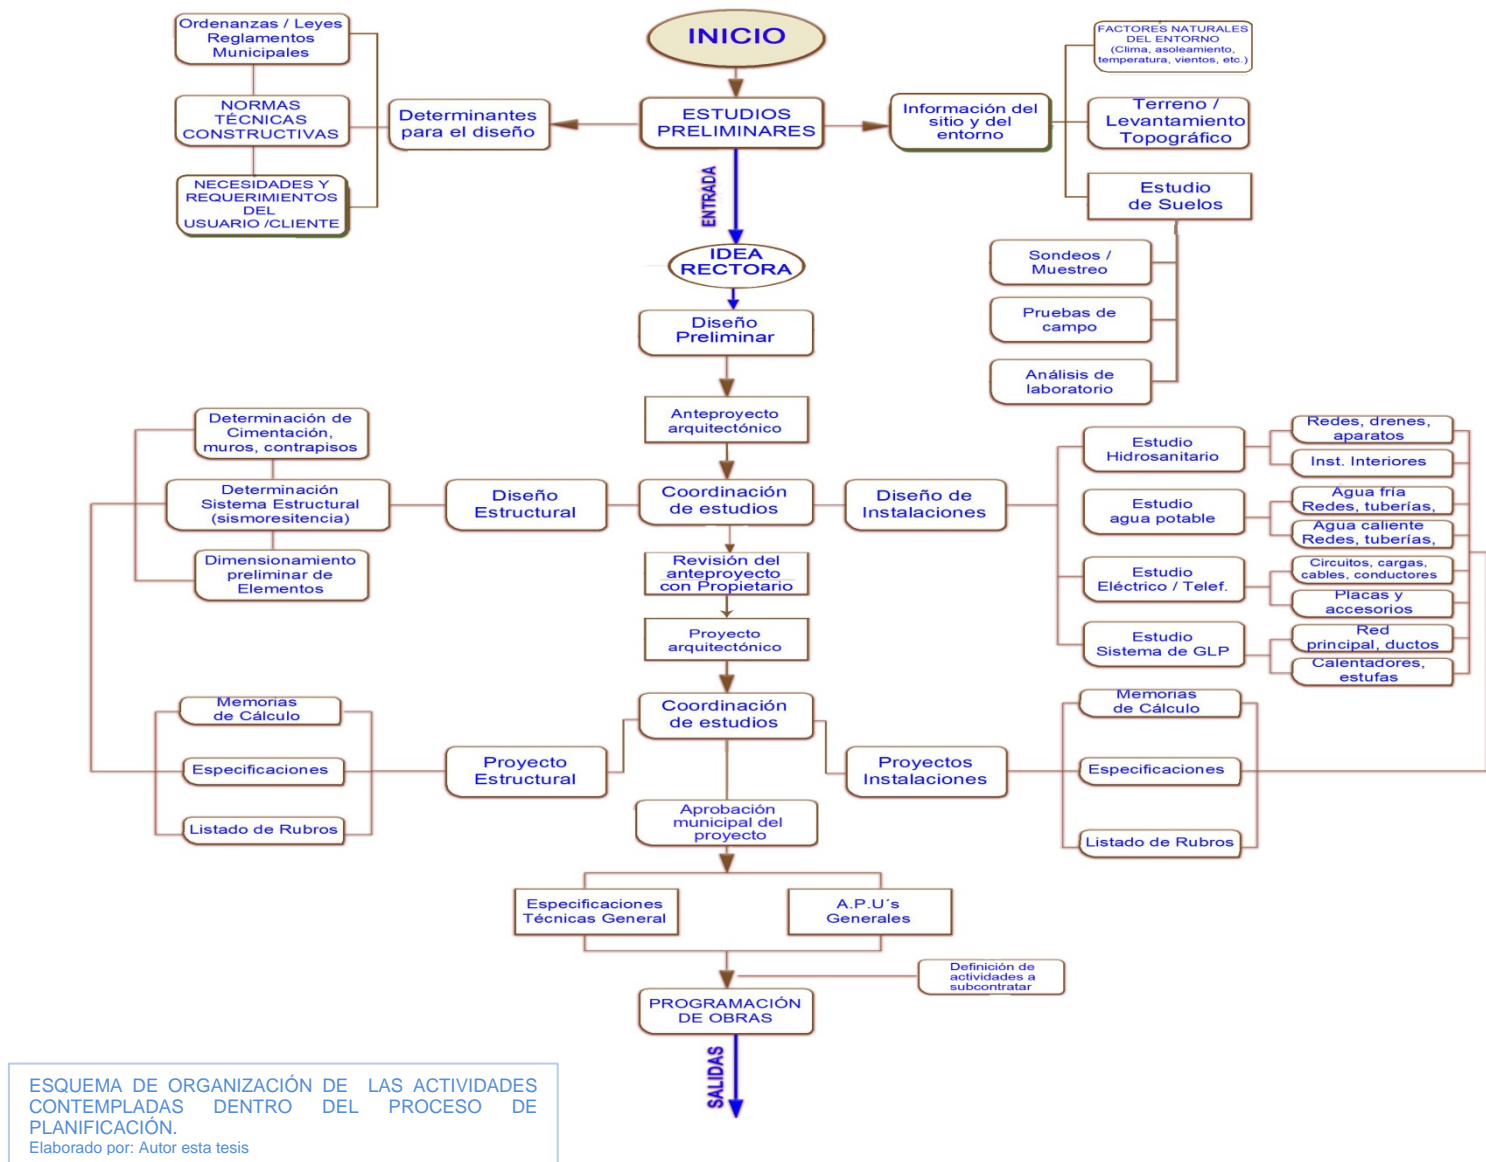 INICIO
Ordenanzas / Leyes
Reglamentos
Municipales
NORMAS
TÉCNICAS
CONSTRUCTIVAS
NECESIDADES Y
REQUERIMIENTOS
DEL
USUARIO /CLIENTE
Determinantes
para el diseño
ESTUDIOS
PRELIMINARES
Información del
sitio y del
entorno
FACTORES NATURALES
DEL ENTORNO
(Clima, asoleamiento,
temperatura, vientos, etc.)
Terreno /
Levantamiento
Topográfico
Estudio
de Suelos
Sondeos /
Muestreo
Pruebas de
campo
Análisis de
laboratorio
ENTRADA
IDEA
RECTORA
Diseño
Preliminar
Anteproyecto
arquitectónico
Determinación de
Cimentación,
muros, contrapisos
Determinación
Sistema Estructural
(sismoresitencia)
Dimensionamiento
preliminar de
Elementos
Diseño
Estructural
Coordinación
de estudios
Diseño de
Instalaciones
Estudio
Hidrosanitario
Redes, drenes,
aparatos
Inst. Interiores
Estudio
agua potable
Agua fría
Redes, tuberías,
Agua caliente
Redes, tuberías,
Estudio
Eléctrico / Telef.
Circuitos, cargas,
cables, conductores
Placas y
accesorios
Estudio
Sistema de GLP
Red
principal, ductos
Calentadores,
estufas
Revisión del
anteproyecto
con Propietario
Proyecto
arquitectónico
Memorias
de Cálculo
Especificaciones
Listado de Rubros
Proyecto
Estructural
Coordinación
de estudios
Proyectos
Instalaciones
Memorias
de Cálculo
Especificaciones
Listado de Rubros
Aprobación
municipal del
proyecto
Especificaciones
Técnicas General
A.P.U´s
Generales
Definición de
actividades a
subcontratar
PROGRAMACIÓN
DE OBRAS
SALIDAS
ESQUEMA DE ORGANIZACIÓN DE LAS ACTIVIDADES
CONTEMPLADAS DENTRO DEL PROCESO DE
PLANIFICACIÓN.
Elaborado por: Autor esta tesis